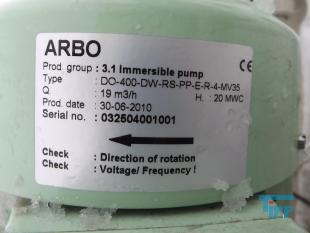 ARBO
Prod. group : 3.1 Immersible pump CE
Type : DO-400-DW-RS-PP-E-R-4-MV35
Q : 19 m3/h H. : 20 MWC
Prod. date : 30-06-2010
Serial no. : 032504001001
Check : Direction of rotation
Check : Voltage/ Frequency !